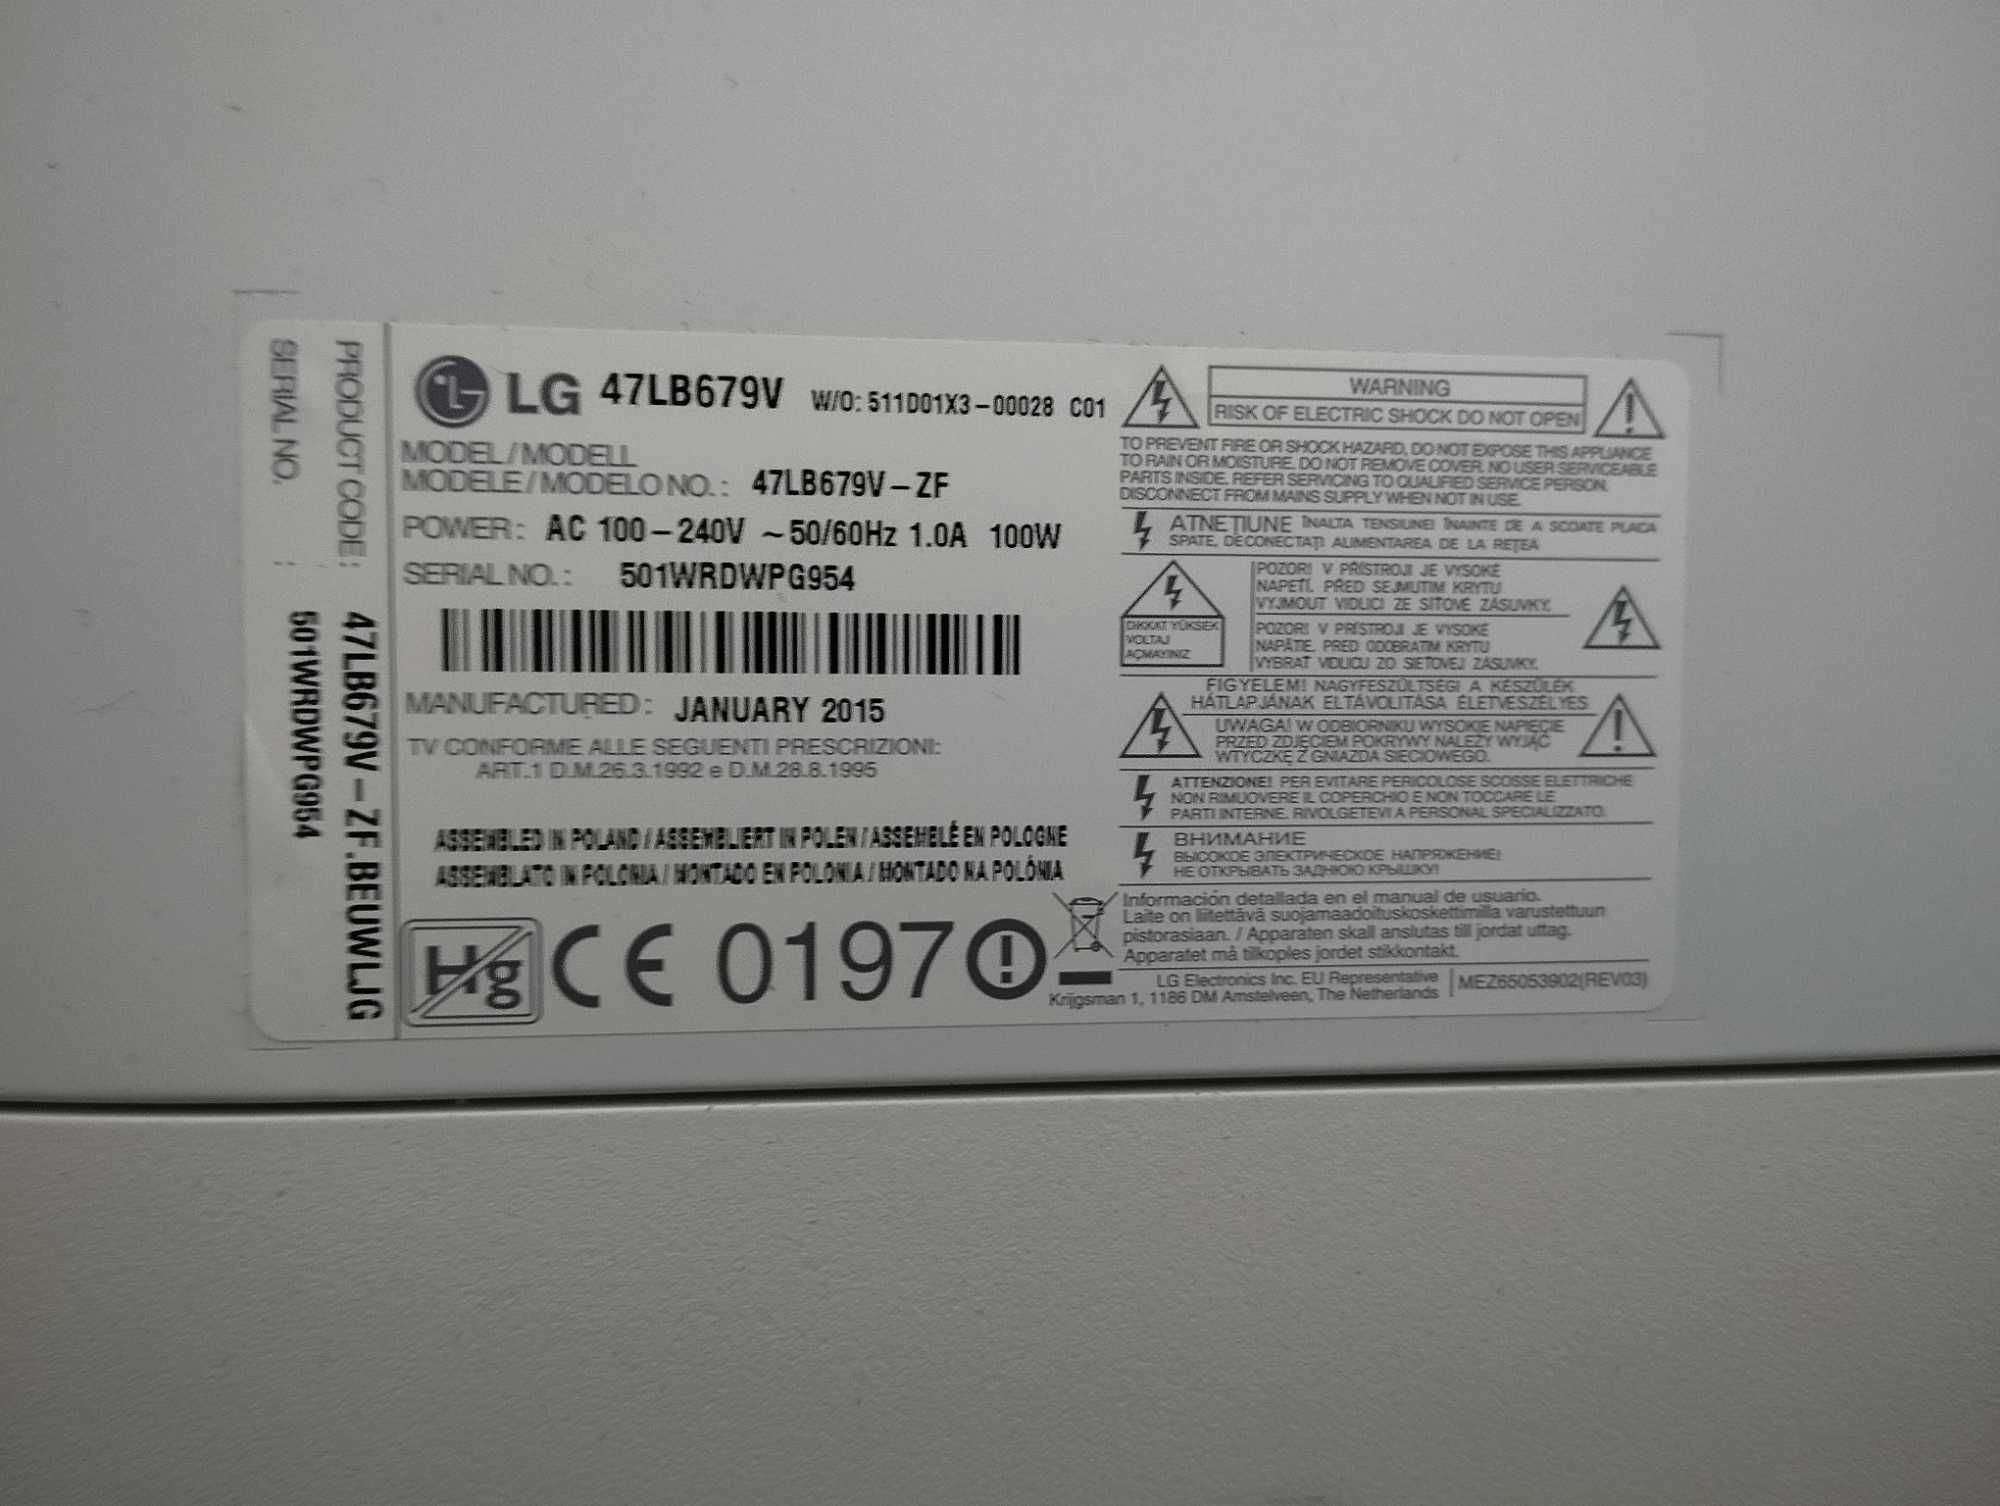 PRODUCT CODE: 47LB679V-ZF.BEUWLJG
SERIAL NO. : 501WRDWPG954
LG 47LB679V W/O: 511D01X3-00028 C01
MODEL/MODELL
MODELE/MODELO NO.: 47LB679V-ZF
POWER: AC 100-240V ~50/60Hz 1.0A 100W
SERIAL NO.: 501WRDWPG954
MANUFACTURED: JANUARY 2015
TV CONFORME ALLE SEGUENTI PRESCRIZIONI:
ART.1 D.M.26.3.1992 e D.M.28.8.1995
ASSEMBLED IN POLAND / ASSEMBLIERT IN POLEN / ASSEMBLÉ EN POLOGNE
ASSEMBLATO IN POLONIA / MONTADO EN POLONIA / MONTADO NA POLÓNIA
Hg CE 0197
WARNING
RISK OF ELECTRIC SHOCK DO NOT OPEN
TO PREVENT FIRE OR SHOCK HAZARD, DO NOT EXPOSE THIS APPLIANCE
TO RAIN OR MOISTURE. DO NOT REMOVE COVER. NO USER SERVICEABLE
PARTS INSIDE. REFER SERVICING TO QUALIFIED SERVICE PERSON.
DISCONNECT FROM MAINS SUPPLY WHEN NOT IN USE.
ATNEȚIUNE ÎNALTA TENSIUNE! ÎNAINTE DE A SCOATE PLACA
SPATE, DECONECTAȚI ALIMENTAREA DE LA REȚEA
DIKKAT YÜKSEK
VOLTAJ
AÇMAYINIZ
POZOR! V PŘÍSTROJI JE VYSOKÉ
NAPĚTÍ. PŘED SEJMUTIM KRYTU
VYJMOUT VIDLICI ZE SÍŤOVÉ ZÁSUVKY.
POZOR! V PRÍSTROJI JE VYSOKÉ
NAPÄTIE. PRED ODOBRATIM KRYTU
VYBRAŤ VIDLICU ZO SIEŤOVEJ ZÁSUVKY.
FIGYELEM! NAGYFESZÜLTSÉG! A KÉSZÜLÉK
HÁTLAPJÁNAK ELTÁVOLITÁSA ÉLETVESZÉLYES
UWAGA! W ODBIORNIKU WYSOKIE NAPIĘCIE
PRZED ZDJĘCIEM POKRYWY NALEŻY WYJĄĆ
WTYCZKĘ Z GNIAZDA SIECIOWEGO.
ATTENZIONE! PER EVITARE PERICOLOSE SCOSSE ELETTRICHE
NON RIMUOVERE IL COPERCHIO E NON TOCCARE LE
PARTI INTERNE. RIVOLGETEVI A PERSONAL SPECIALIZZATO.
ВНИМАНИЕ
ВЫСОКОЕ ЭЛЕКТРИЧЕСКОЕ НАПРЯЖЕНИЕ!
НЕ ОТКРЫВАТЬ ЗАДНЮЮ КРЫШКУ!
Información detallada en el manual de usuario.
Laite on liitettävä suojamaadoituskoskettimilla varustettuun
pistorasiaan. / Apparaten skall anslutas till jordat uttag.
Apparatet må tilkoples jordet stikkontakt.
LG Electronics Inc. EU Representative
Krijgsman 1, 1186 DM Amstelveen, The Netherlands
MEZ65053902(REV03)